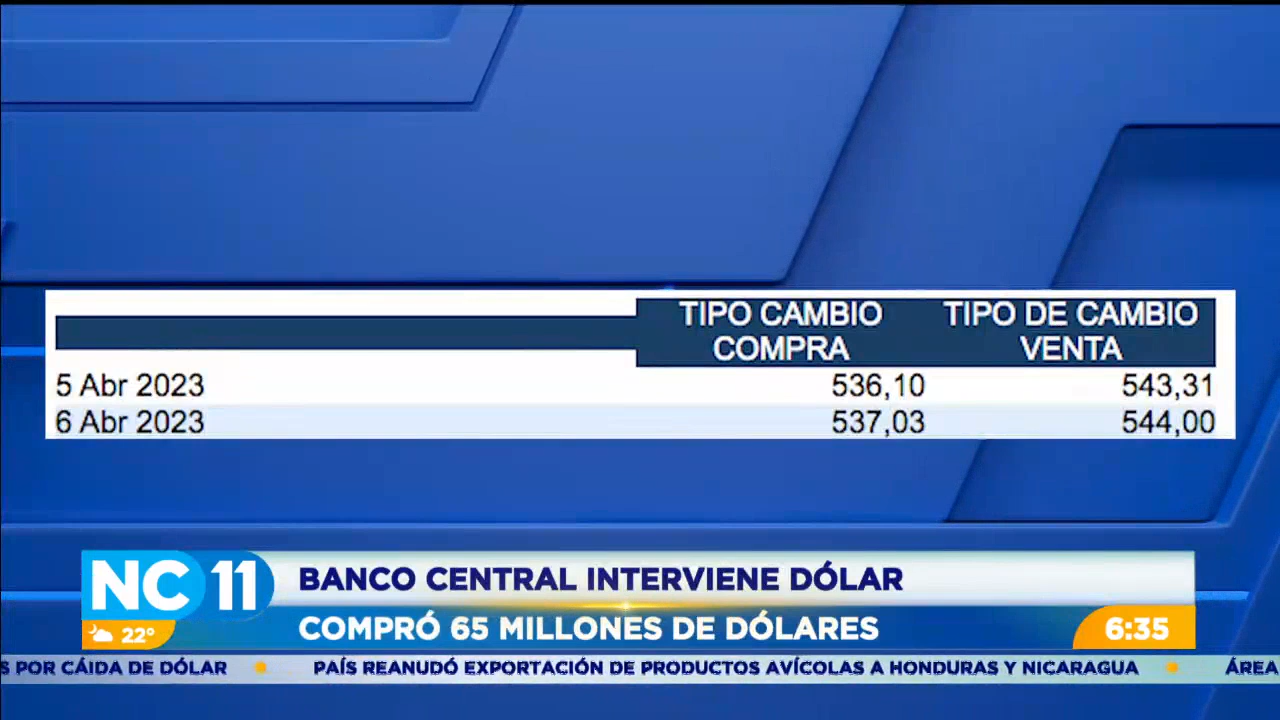 TIPO CAMBIO COMPRA
TIPO DE CAMBIO VENTA
5 Abr 2023 536,10 543,31
6 Abr 2023 537,03 544,00
NC 11
BANCO CENTRAL INTERVIENE DÓLAR
22°
COMPRÓ 65 MILLONES DE DÓLARES
6:35
S POR CÁIDA DE DÓLAR PAÍS REANUDÓ EXPORTACIÓN DE PRODUCTOS AVÍCOLAS A HONDURAS Y NICARAGUA ÁREA